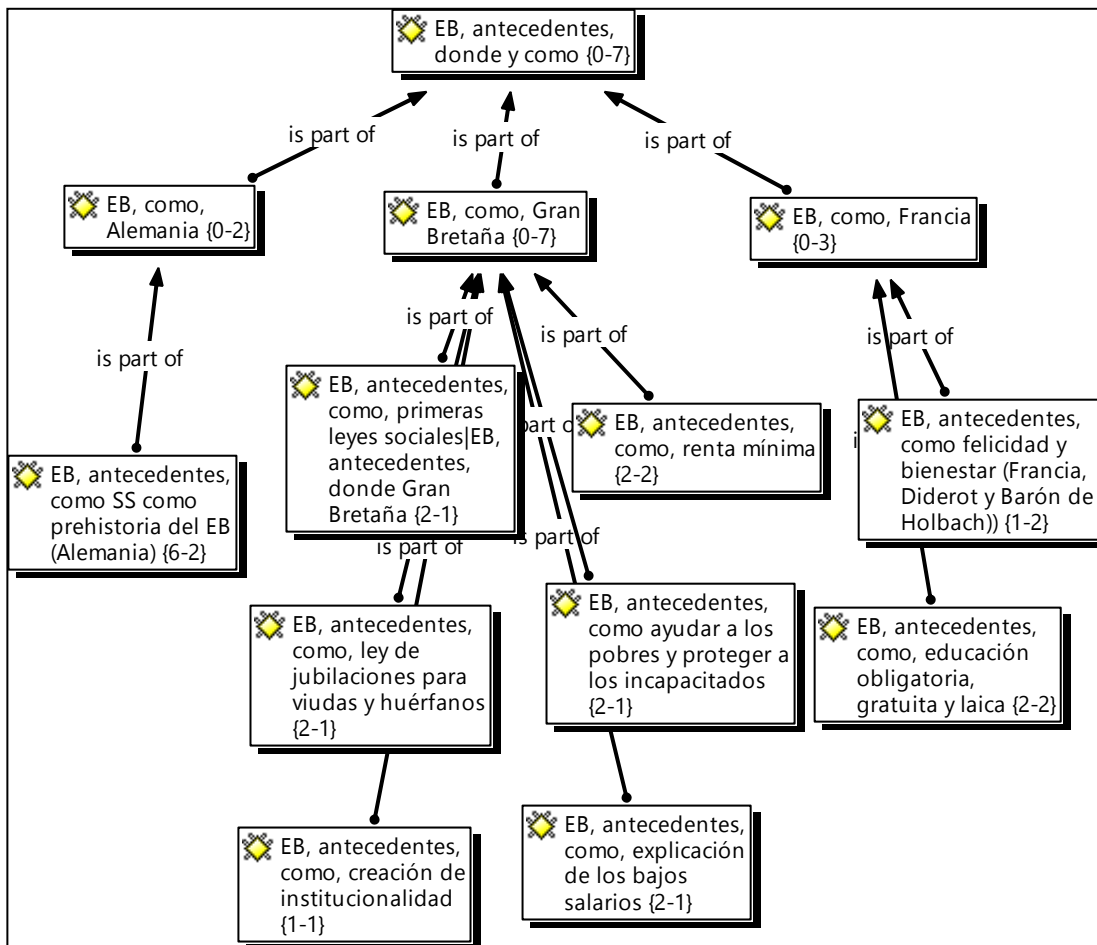 EB, antecedentes,
donde y como {0-7}
is part of
is part of
is part of
EB, como,
Alemania {0-2}
EB, como, Gran
Bretaña {0-7}
EB, como, Francia
{0-3}
is part of
is part of
is part of
is part of
EB, antecedentes,
como, primeras
leyes sociales|EB,
antecedentes,
donde Gran
Bretaña {2-1}
EB, antecedentes,
como, renta mínima
{2-2}
EB, antecedentes,
como felicidad y
bienestar (Francia,
Diderot y Barón de
Holbach)) {1-2}
EB, antecedentes,
como SS como
prehistoria del EB
(Alemania) {6-2}
part of
is part of
is part of
EB, antecedentes,
como, ley de
jubilaciones para
viudas y huérfanos
{2-1}
EB, antecedentes,
como ayudar a los
pobres y proteger a
los incapacitados
{2-1}
EB, antecedentes,
como, educación
obligatoria,
gratuita y laica {2-2}
EB, antecedentes,
como, creación de
institucionalidad
{1-1}
EB, antecedentes,
como, explicación
de los bajos
salarios {2-1}